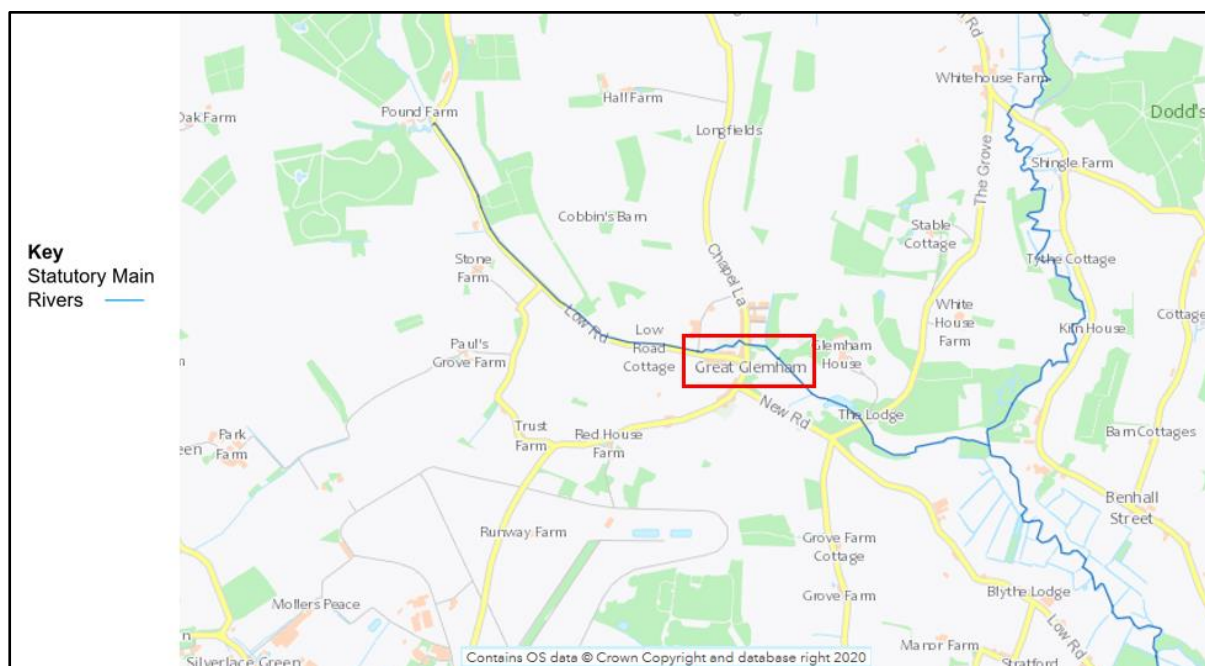 Key
Statutory Main
Rivers
Whitehouse Farm
Hall Farm
Pound Farm
Dodd's
Oak Farm
Longfields
Shingle Farm
The Grove
Cobbin's Barn
Stable
Cottage
Chapel La
Tythe Cottage
Stone
Farm
White
House
Farm
Cottage
Low Rd
Low
Road
Cottage
Kiln House
Paul's
Grove Farm
Glemham
House
Great Glemham
New Rd
The Lodge
Trust
Farm
Red House
Farm
Park
Farm
Barn Cottages
Benhall
Street
Runway Farm
Grove Farm
Cottage
Grove Farm
Blythe Lodge
Mollers Peace
Low Rd
Manor Farm
Silverlace Green
Stratford
Contains OS data © Crown Copyright and database right 2020